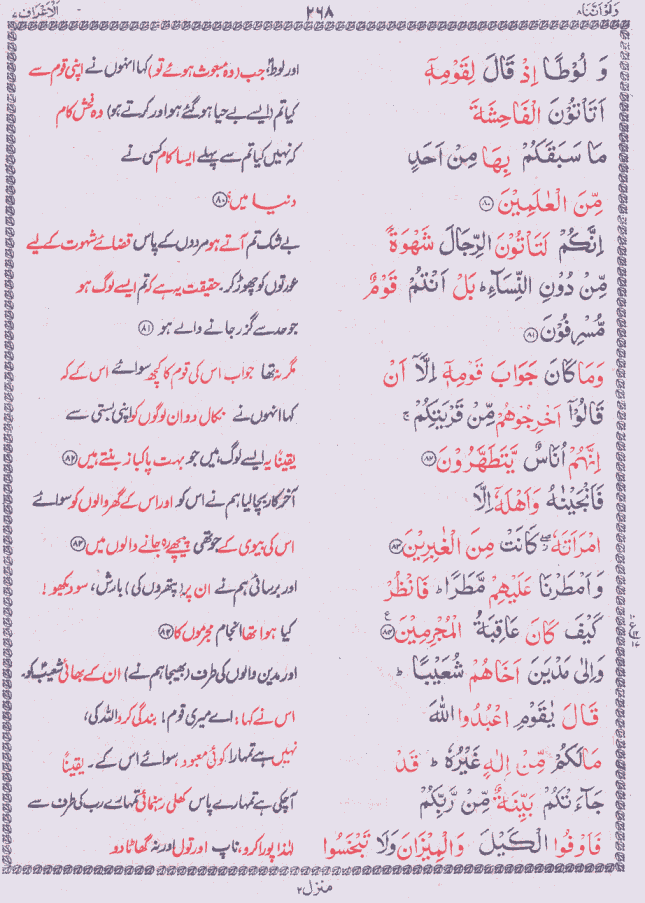 وَلَوْ اَنَّنَا ۸ ۲۶۸ اَلْاَعْرَاف ۷
وَ لُوْطًا اِذْ قَالَ لِقَوْمِهٖۤ اور لوطؑ! جب (وہ مبعوث ہوئے تو) کہا انہوں نے اپنی قوم سے
اَتَاْتُوْنَ الْفَاحِشَةَ کیا تم (ایسے بے حیا ہو گئے ہو اور کرتے ہو) وہ فحش کام
مَا سَبَقَكُمْ بِهَا مِنْ اَحَدٍ کہ نہیں کیا تم سے پہلے ایسا کام کسی نے
مِّنَ الْعٰلَمِيْنَ ﴿۸۰﴾ دنیا میں؟ ﴿۸۰﴾
اِنَّكُمْ لَتَاْتُوْنَ الرِّجَالَ شَهْوَةً بے شک تم آتے ہو مردوں کے پاس قضائے شہوت کے لیے
مِّنْ دُوْنِ النِّسَآءِ ؕ بَلْ اَنْتُمْ قَوْمٌ عورتوں کو چھوڑ کر۔ حقیقت یہ ہے کہ تم ایسے لوگ ہو
مُّسْرِفُوْنَ ﴿۸۱﴾ جو حد سے گزر جانے والے ہو ﴿۸۱﴾
وَمَا كَانَ جَوَابَ قَوْمِهٖۤ اِلَّاۤ اَنْ مگر نہ تھا جواب اس کی قوم کا کچھ سوائے اس کے کہ
قَالُوْۤا اَخْرِجُوْهُمْ مِّنْ قَرْيَتِكُمْ ۚ کہا انہوں نے نکال دو ان لوگوں کو اپنی بستی سے
اِنَّهُمْ اُنَاسٌ يَّتَطَهَّرُوْنَ ﴿۸۲﴾ یقیناً یہ ایسے لوگ ہیں جو بہت پاکباز بنتے ہیں ﴿۸۲﴾
فَاَنْجَيْنٰهُ وَاَهْلَهٗۤ اِلَّا آخر کار بچا لیا ہم نے اس کو اور اس کے گھر والوں کو سوائے
امْرَاَتَهٗ ۖ كَانَتْ مِنَ الْغٰبِرِيْنَ ﴿۸۳﴾ اس کی بیوی کے جو تھی پیچھے رہ جانے والوں میں ﴿۸۳﴾
وَ اَمْطَرْنَا عَلَيْهِمْ مَّطَرًا ؕ فَانْظُرْ اور برسائی ہم نے ان پر (پتھروں کی) بارش، سو دیکھو!
كَيْفَ كَانَ عَاقِبَةُ الْمُجْرِمِيْنَ ﴿۸۴﴾ ع کیا ہوا تھا انجام مجرموں کا ﴿۸۴﴾
وَاِلٰى مَدْيَنَ اَخَاهُمْ شُعَيْبًا ؕ اور مدین والوں کی طرف (بھیجا ہم نے) ان کے بھائی شعیبؑ کو۔
قَالَ يٰقَوْمِ اعْبُدُوا اللّٰهَ اس نے کہا: اے میری قوم! بندگی کرو اللہ کی،
مَا لَكُمْ مِّنْ اِلٰهٍ غَيْرُهٗ ؕ قَدْ نہیں ہے تمہارا کوئی معبود، سوائے اس کے۔ یقیناً
جَآءَتْكُمْ بَيِّنَةٌ مِّنْ رَّبِّكُمْ آچکی ہے تمہارے پاس کھلی رہنمائی تمہارے رب کی طرف سے
فَاَوْفُوا الْكَيْلَ وَالْمِيْزَانَ وَلَا تَبْخَسُوا لہٰذا پورا کرو، ناپ اور تول اور نہ گھاٹا دو
منزل ۲